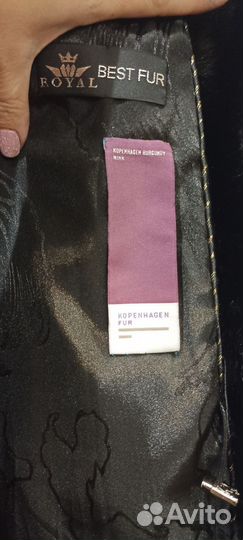 ROYAL BEST FUR
KOPENHAGEN BURGUNDY
MINK
KOPENHAGEN
FUR
Avito